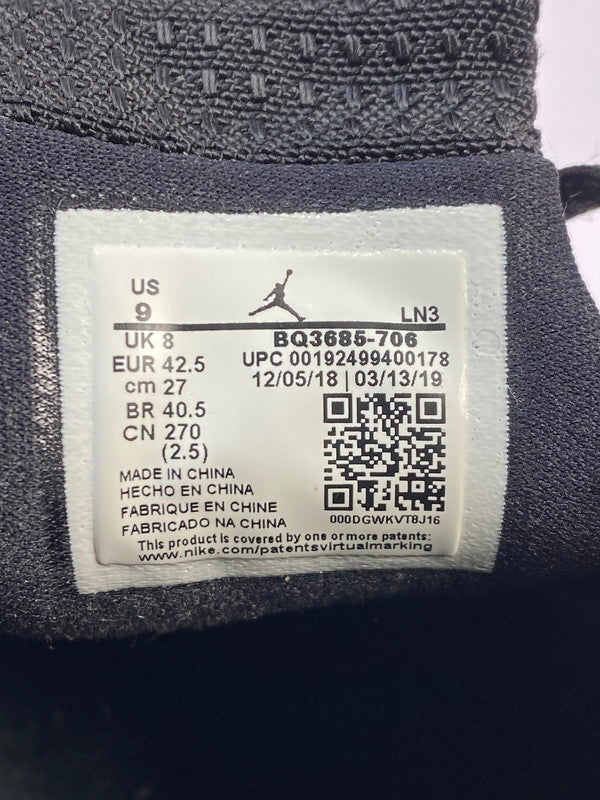 US
9
LN3
UK 8
BQ3685-706
EUR 42.5
UPC 00192499400178
cm 27
12/05/18 | 03/13/19
BR 40.5
CN 270
(2.5)
MADE IN CHINA
HECHO EN CHINA
FABRIQUE EN CHINE
FABRICADO NA CHINA
000DGWKVT8J16
This product is covered by one or more patents:
www.nike.com/patentsvirtualmarking